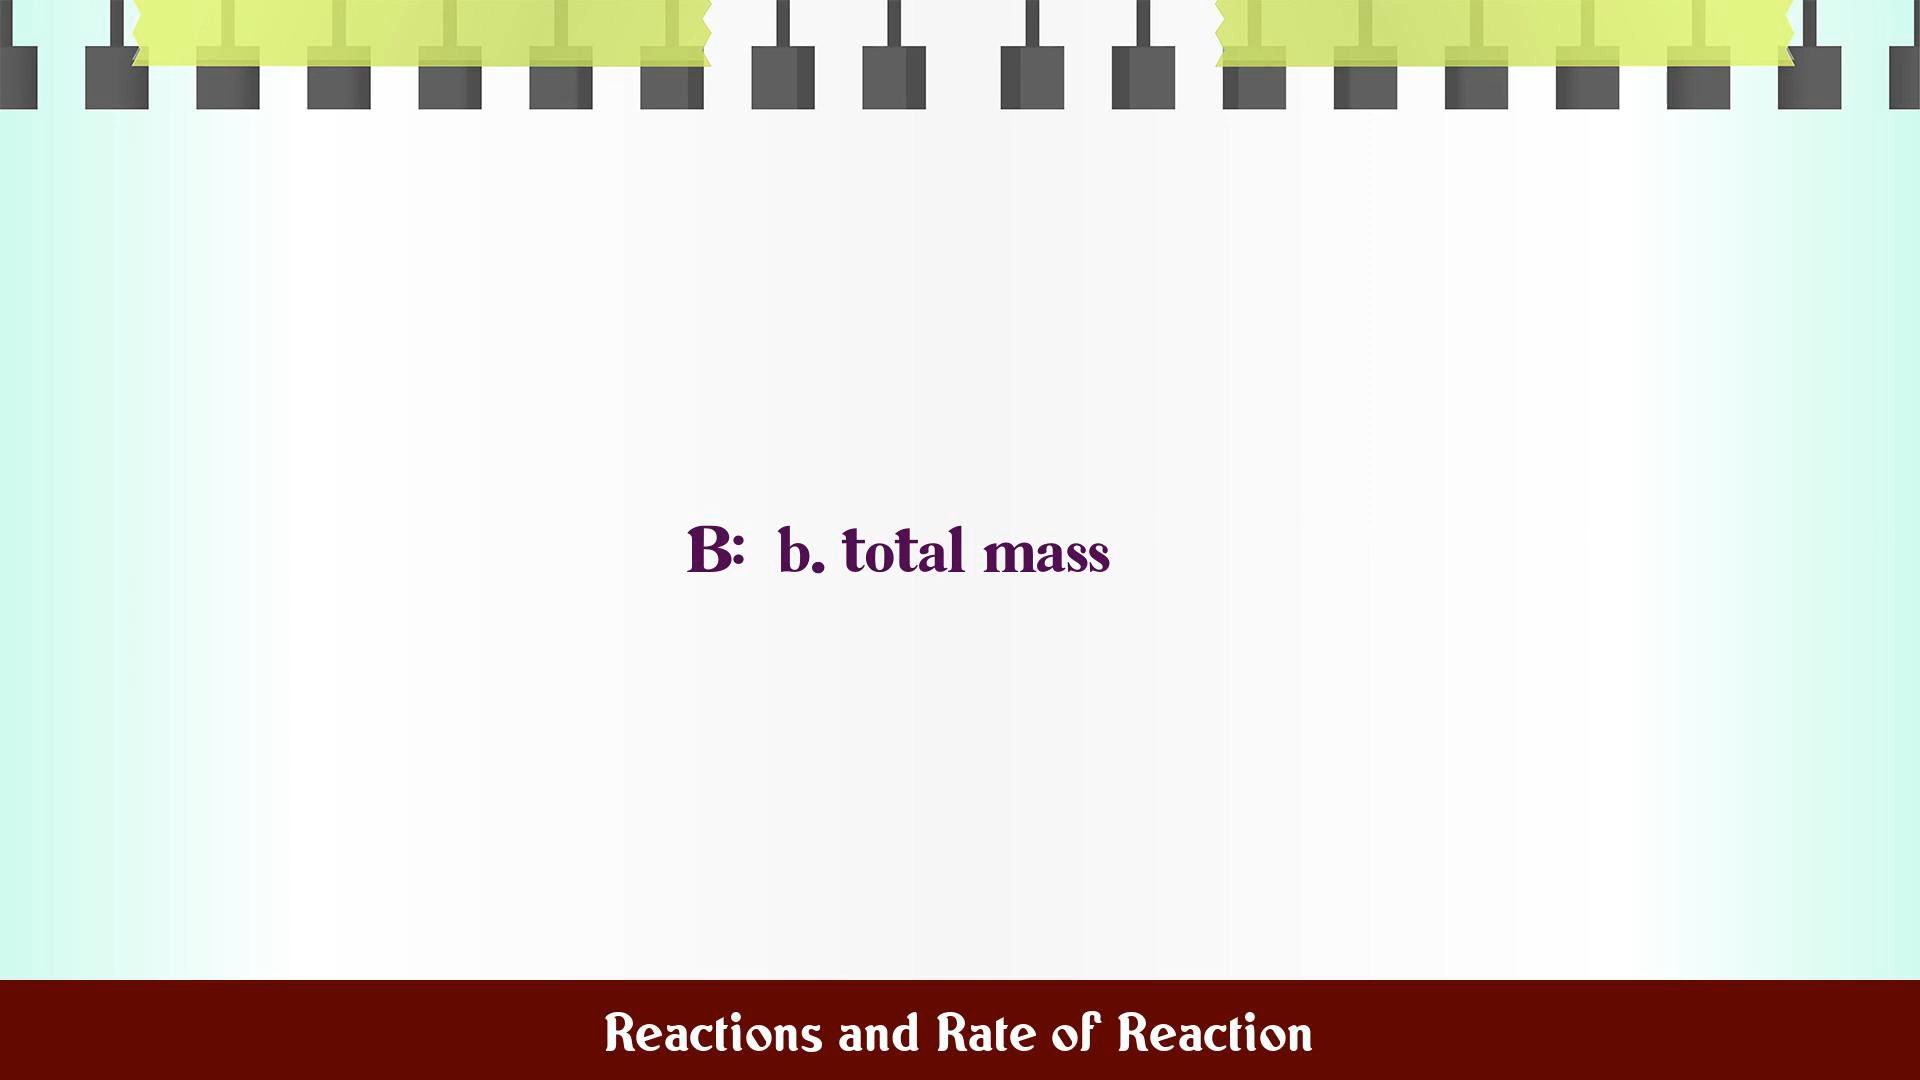 B: b. total mass
Reactions and Rate of Reaction